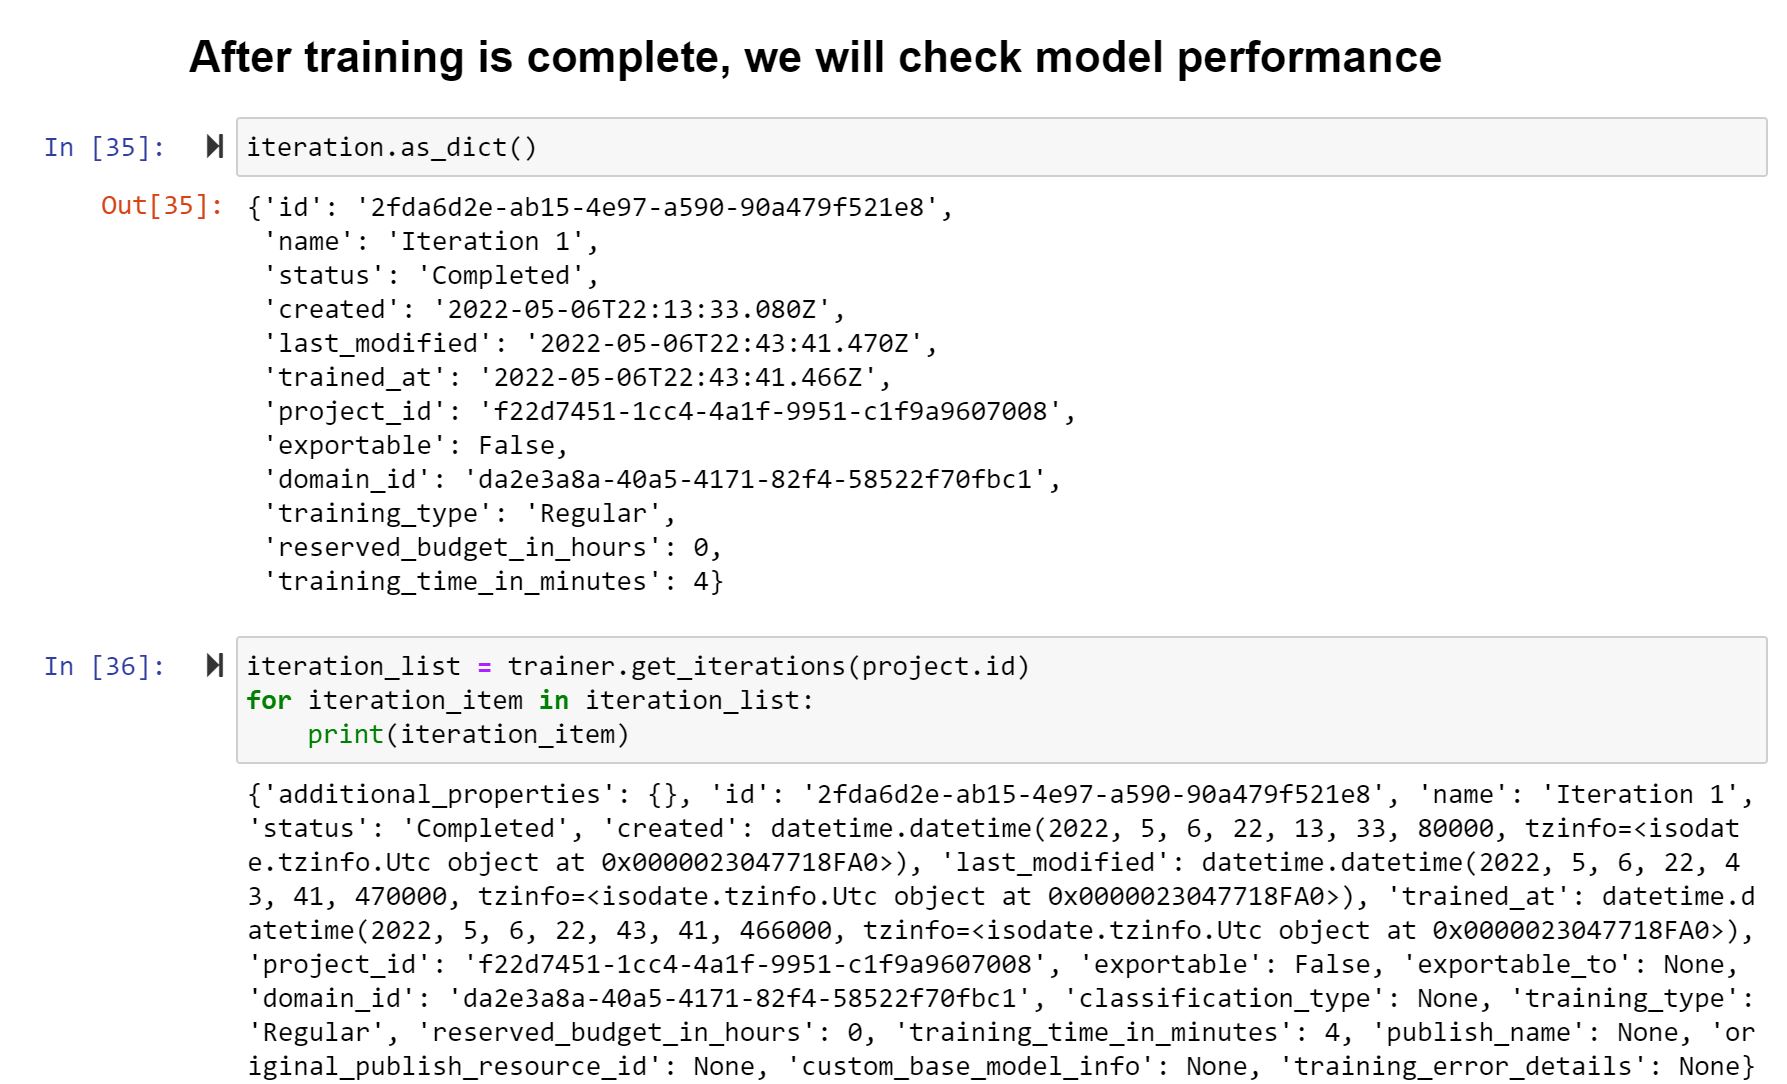 After training is complete, we will check model performance
In [35]: iteration.as_dict()
Out[35]: {'id': '2fda6d2e-ab15-4e97-a590-90a479f521e8',
'name': 'Iteration 1',
'status': 'Completed',
'created': '2022-05-06T22:13:33.080Z',
'last_modified': '2022-05-06T22:43:41.470Z',
'trained_at': '2022-05-06T22:43:41.466Z',
'project_id': 'f22d7451-1cc4-4a1f-9951-c1f9a9607008',
'exportable': False,
'domain_id': 'da2e3a8a-40a5-4171-82f4-58522f70fbc1',
'training_type': 'Regular',
'reserved_budget_in_hours': 0,
'training_time_in_minutes': 4}
In [36]: iteration_list = trainer.get_iterations(project.id)
for iteration_item in iteration_list:
    print(iteration_item)
{'additional_properties': {}, 'id': '2fda6d2e-ab15-4e97-a590-90a479f521e8', 'name': 'Iteration 1',
'status': 'Completed', 'created': datetime.datetime(2022, 5, 6, 22, 13, 33, 80000, tzinfo=<isodat
e.tzinfo.Utc object at 0x0000023047718FA0>), 'last_modified': datetime.datetime(2022, 5, 6, 22, 4
3, 41, 470000, tzinfo=<isodate.tzinfo.Utc object at 0x0000023047718FA0>), 'trained_at': datetime.d
atetime(2022, 5, 6, 22, 43, 41, 466000, tzinfo=<isodate.tzinfo.Utc object at 0x0000023047718FA0>),
'project_id': 'f22d7451-1cc4-4a1f-9951-c1f9a9607008', 'exportable': False, 'exportable_to': None,
'domain_id': 'da2e3a8a-40a5-4171-82f4-58522f70fbc1', 'classification_type': None, 'training_type':
'Regular', 'reserved_budget_in_hours': 0, 'training_time_in_minutes': 4, 'publish_name': None, 'or
iginal_publish_resource_id': None, 'custom_base_model_info': None, 'training_error_details': None}